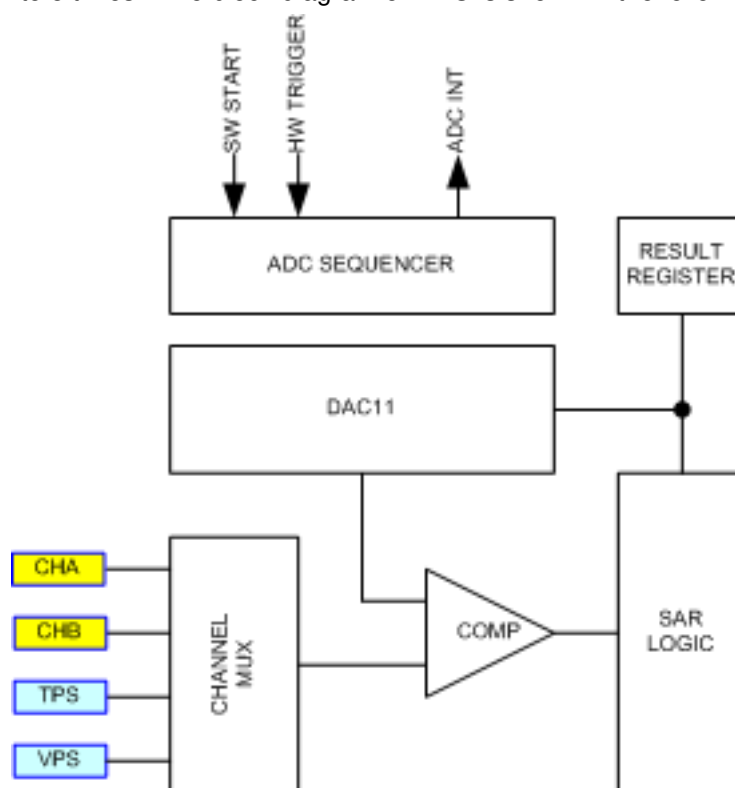 SW START
HW TRIGGER
ADC INT
ADC SEQUENCER
RESULT
REGISTER
DAC11
CHA
CHB
TPS
VPS
CHANNEL
MUX
COMP
SAR
LOGIC